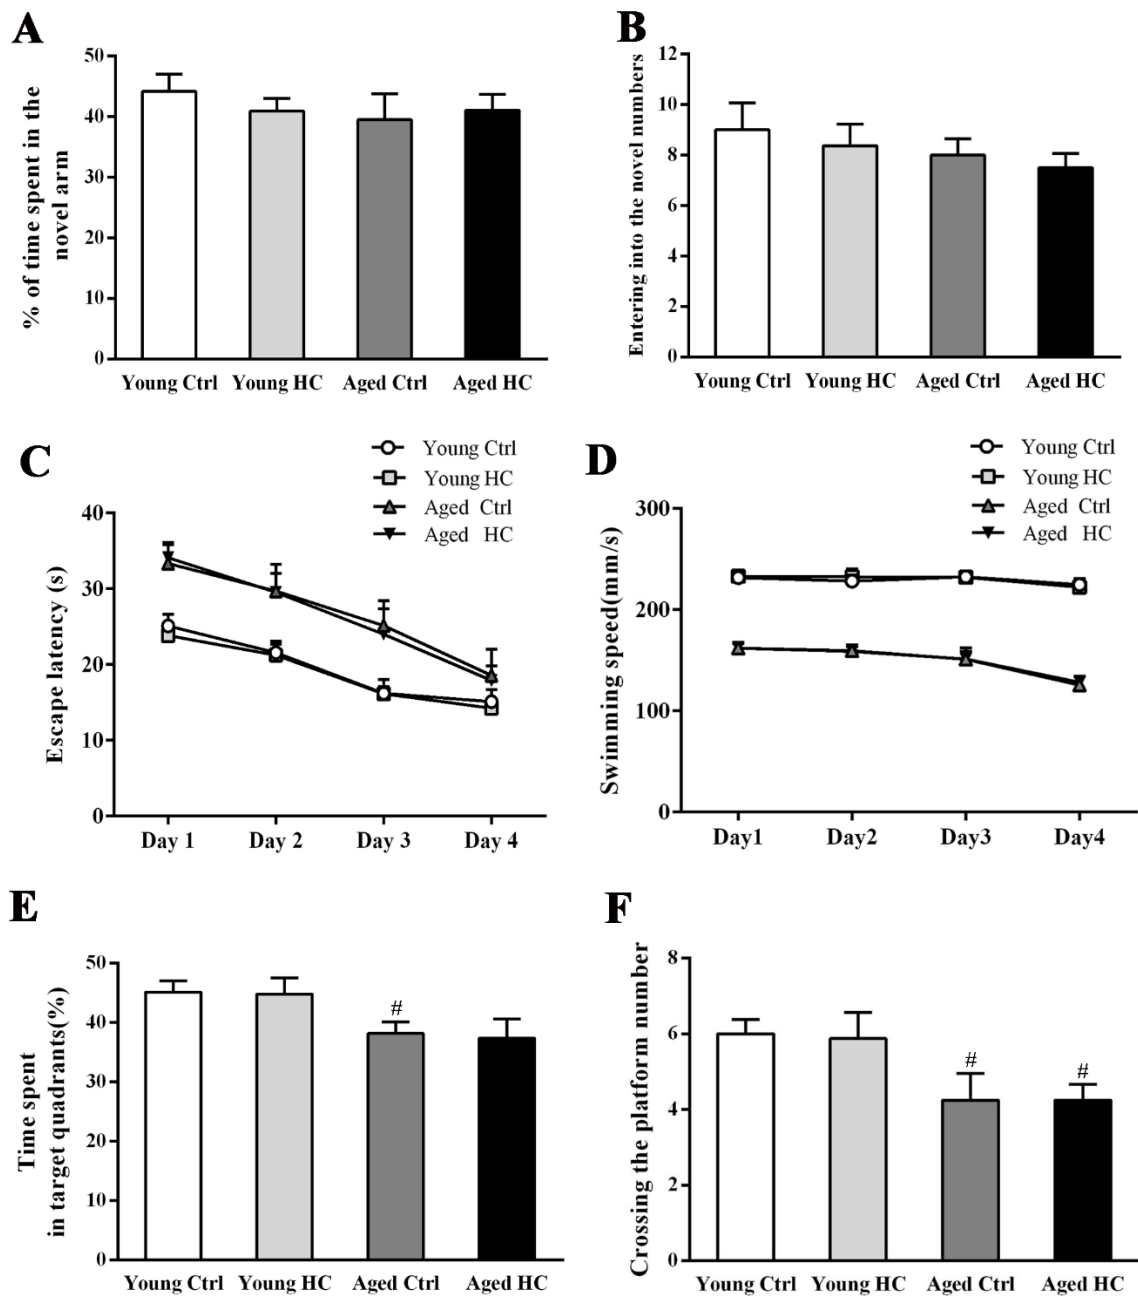 A
% of time spent in the
novel arm
50
40
30
20
10
0
Young Ctrl Young HC Aged Ctrl Aged HC
B
Entering into the novel numbers
12
10
8
6
4
2
0
Young Ctrl Young HC Aged Ctrl Aged HC
C
Young Ctrl
Young HC
Aged Ctrl
Aged HC
Escape latency (s)
40
30
20
10
0
Day 1 Day 2 Day 3 Day 4
D
Young Ctrl
Young HC
Aged Ctrl
Aged HC
Swimming speed(mm/s)
300
200
100
0
Day1 Day2 Day3 Day4
E
Time spent
in target quadrants(%)
50
40
30
20
10
0
#
Young Ctrl Young HC Aged Ctrl Aged HC
F
Crossing the platform number
8
6
4
2
0
# #
Young Ctrl Young HC Aged Ctrl Aged HC